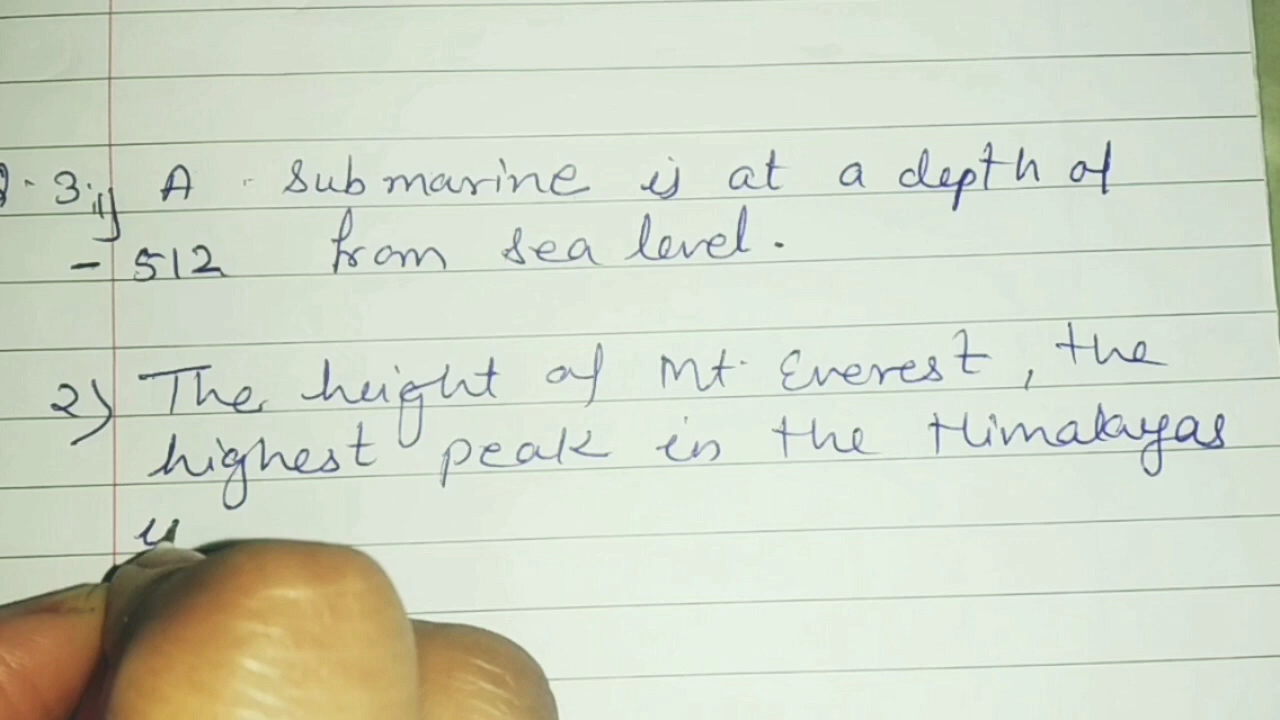 3.1) A submarine is at a depth of
- 512 from sea level.
2) The height of Mt. Everest, the
highest peak in the Himalayas